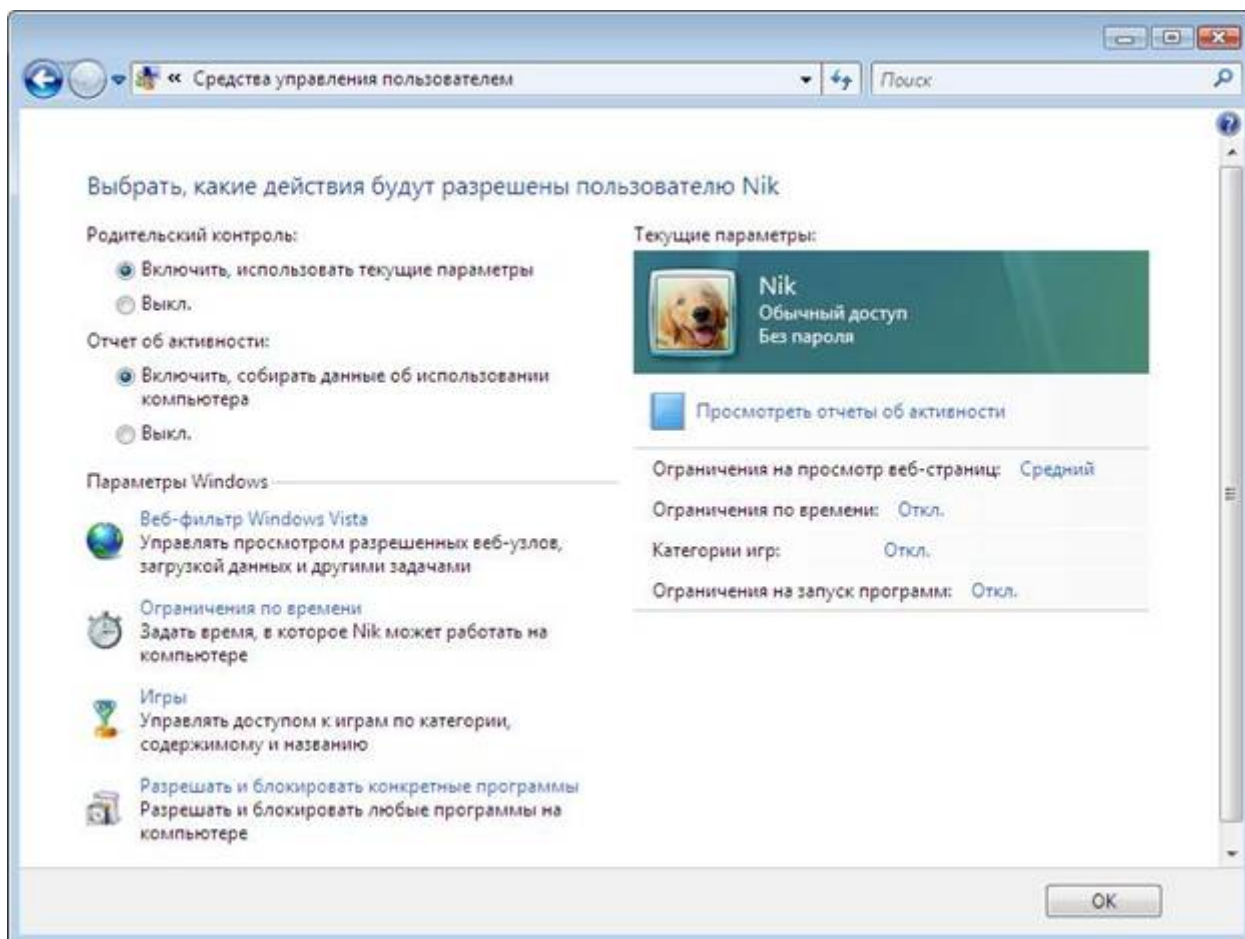 « Средства управления пользователем
Поиск
Выбрать, какие действия будут разрешены пользователю Nik
Родительский контроль:
Включить, использовать текущие параметры
Выкл.
Отчет об активности:
Включить, собирать данные об использовании
компьютера
Выкл.
Параметры Windows
Веб-фильтр Windows Vista
Управлять просмотром разрешенных веб-узлов,
загрузкой данных и другими задачами
Ограничения по времени
Задать время, в которое Nik может работать на
компьютере
Игры
Управлять доступом к играм по категории,
содержимому и названию
Разрешать и блокировать конкретные программы
Разрешать и блокировать любые программы на
компьютере
Текущие параметры:
Nik
Обычный доступ
Без пароля
Просмотреть отчеты об активности
Ограничения на просмотр веб-страниц: Средний
Ограничения по времени: Откл.
Категории игр: Откл.
Ограничения на запуск программ: Откл.
OK